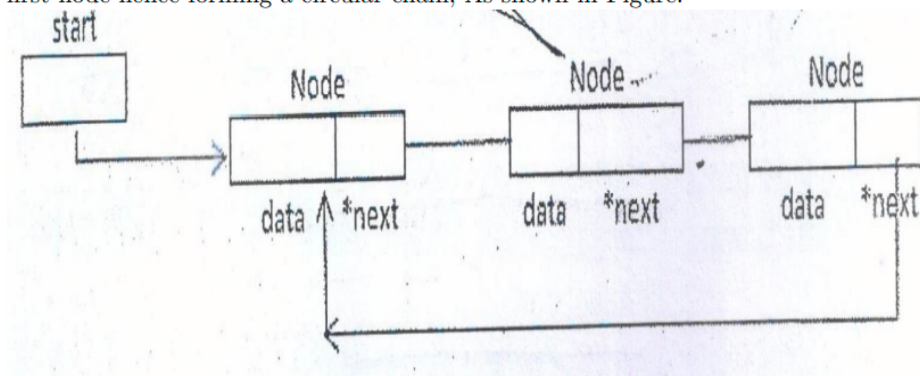 first node hence forming a circular chain, As shown in Figure.
start
Node
Node
Node
data *next
data *next
data *next